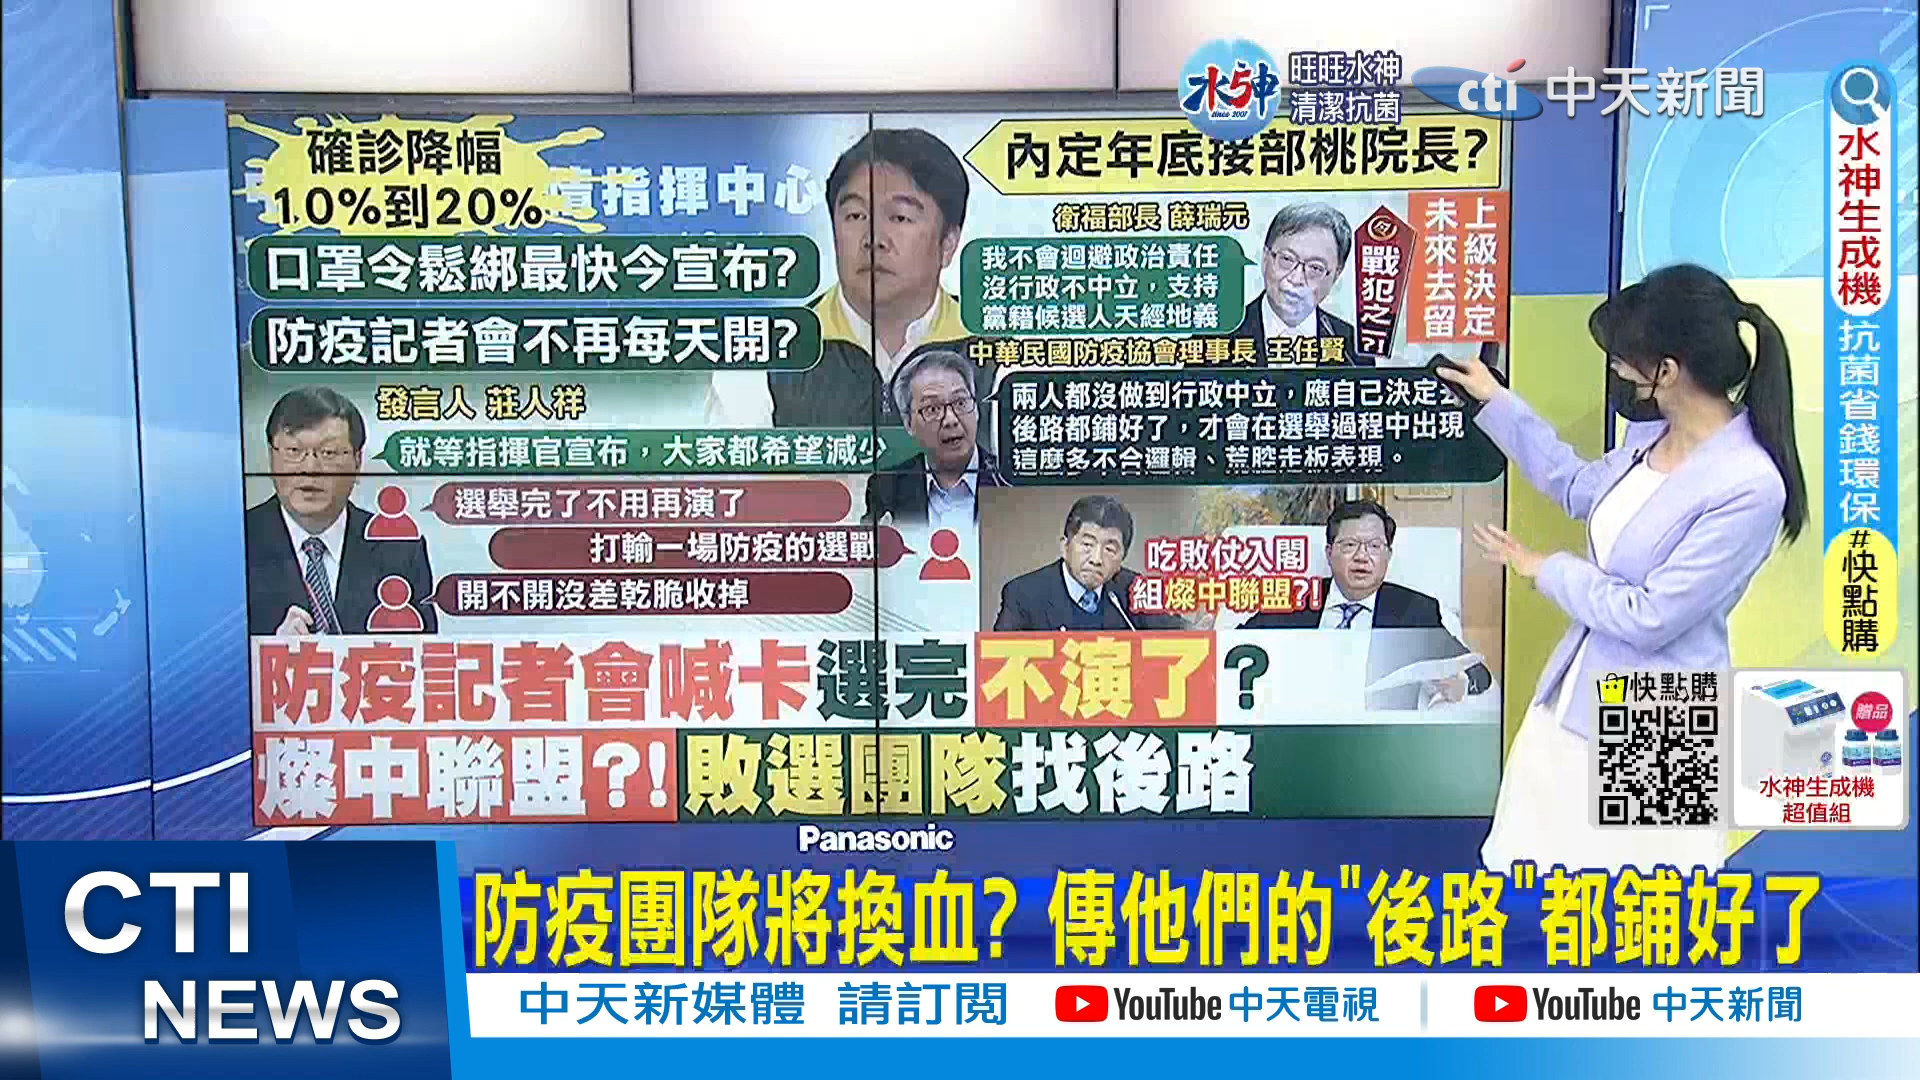 水神
since 2007
旺旺水神
清潔抗菌
cti 中天新聞
確診降幅
10%到20%
情指揮中心
口罩令鬆綁最快今宣布?
防疫記者會不再每天開?
發言人 莊人祥
就等指揮官宣布，大家都希望減少
選舉完了不用再演了
打輸一場防疫的選戰
開不開沒差乾脆收掉
內定年底接部桃院長?
衛福部長 薛瑞元
我不會迴避政治責任
沒行政不中立，支持
黨籍候選人天經地義
戰犯之?!
上級決定
未來去留
中華民國防疫協會理事長 王任賢
兩人都沒做到行政中立，應自己決定去
後路都鋪好了，才會在選舉過程中出現
這麼多不合邏輯、荒腔走板表現。
吃敗仗入閣
組燦中聯盟?!
防疫記者會喊卡選完不演了?
燦中聯盟?!敗選團隊找後路
Panasonic
水神生成機
抗菌省錢環保
#快點購
快點購
贈品
水神生成機
超值組
CTI
NEWS
防疫團隊將換血? 傳他們的"後路"都鋪好了
中天新媒體 請訂閱 YouTube 中天電視 | YouTube 中天新聞